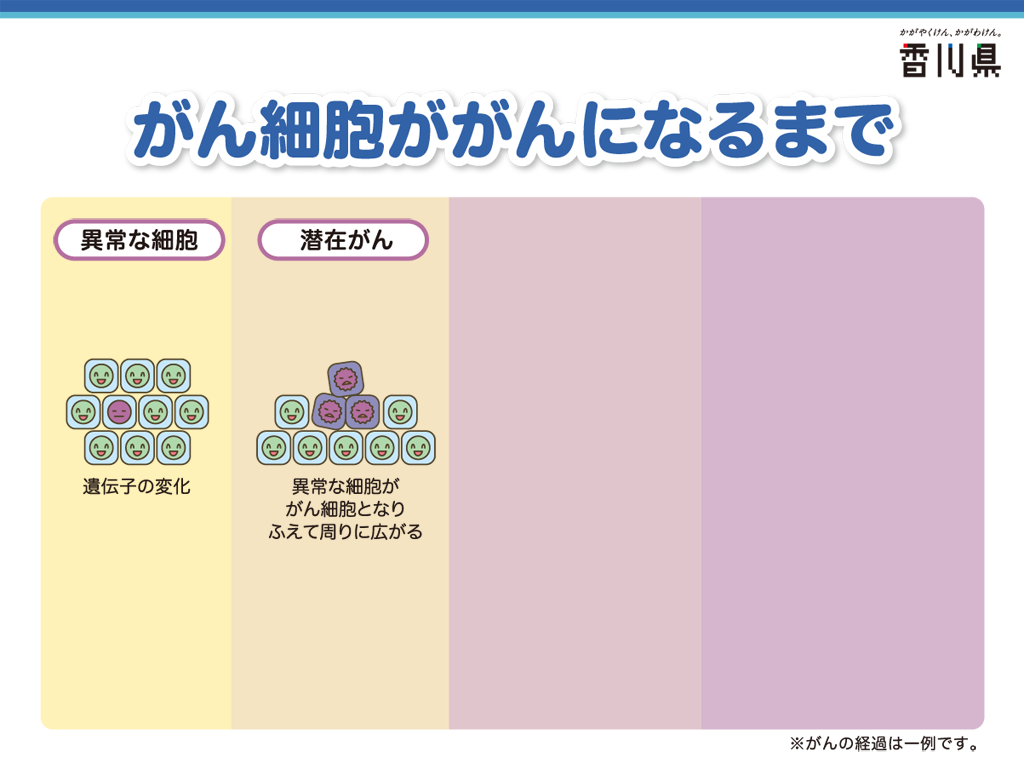 かがやくけん、かがわけん。
香川県
がん細胞ががんになるまで
異常な細胞
潜在がん
遺伝子の変化
異常な細胞が
がん細胞となり
ふえて周りに広がる
※がんの経過は一例です。